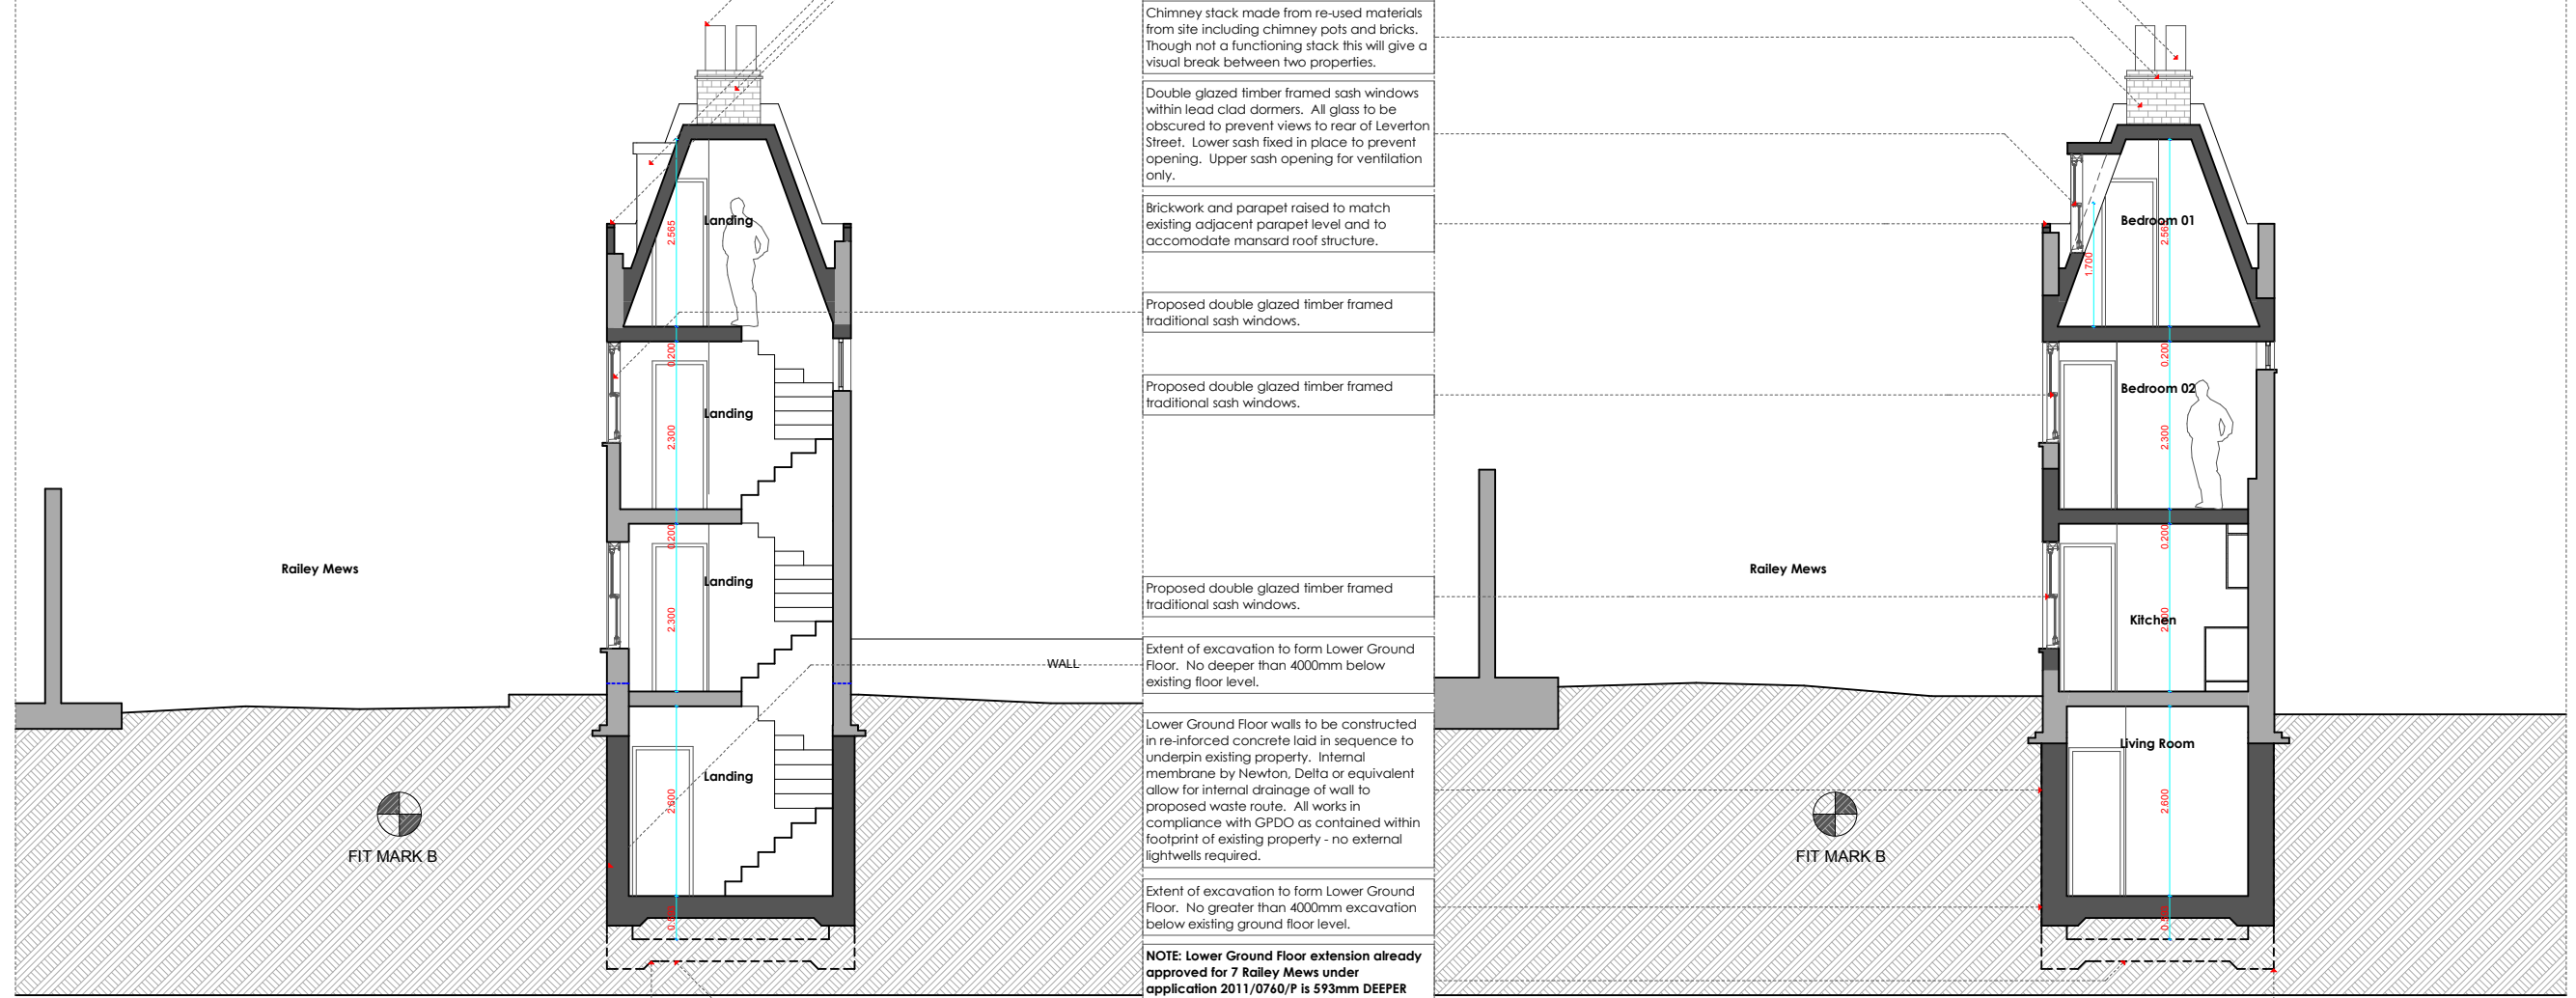 Chimney stack made from re-used materials
from site including chimney pots and bricks.
Though not a functioning stack this will give a
visual break between two properties.
Double glazed timber framed sash windows
within lead clad dormers. All glass to be
obscured to prevent views to rear of Leverton
Street. Lower sash fixed in place to prevent
opening. Upper sash opening for ventilation
only.
Brickwork and parapet raised to match
existing adjacent parapet level and to
accomodate mansard roof structure.
Proposed double glazed timber framed
traditional sash windows.
Proposed double glazed timber framed
traditional sash windows.
Proposed double glazed timber framed
traditional sash windows.
Extent of excavation to form Lower Ground
Floor. No deeper than 4000mm below
existing floor level.
Lower Ground Floor walls to be constructed
in re-inforced concrete laid in sequence to
underpin existing property. Internal
membrane by Newton, Delta or equivalent
allow for internal drainage of wall to
proposed waste route. All works in
compliance with GPDO as contained within
footprint of existing property - no external
lightwells required.
Extent of excavation to form Lower Ground
Floor. No greater than 4000mm excavation
below existing ground floor level.
NOTE: Lower Ground Floor extension already
approved for 7 Railey Mews under
application 2011/0760/P is 593mm DEEPER
Landing
2.565
0.200
Landing
2.300
0.200
Landing
2.300
Landing
2.600
Railey Mews
WALL
FIT MARK B
Bedroom 01
2.565
1.700
0.200
Bedroom 02
2.300
0.200
Kitchen
Living Room
2.600
Railey Mews
FIT MARK B